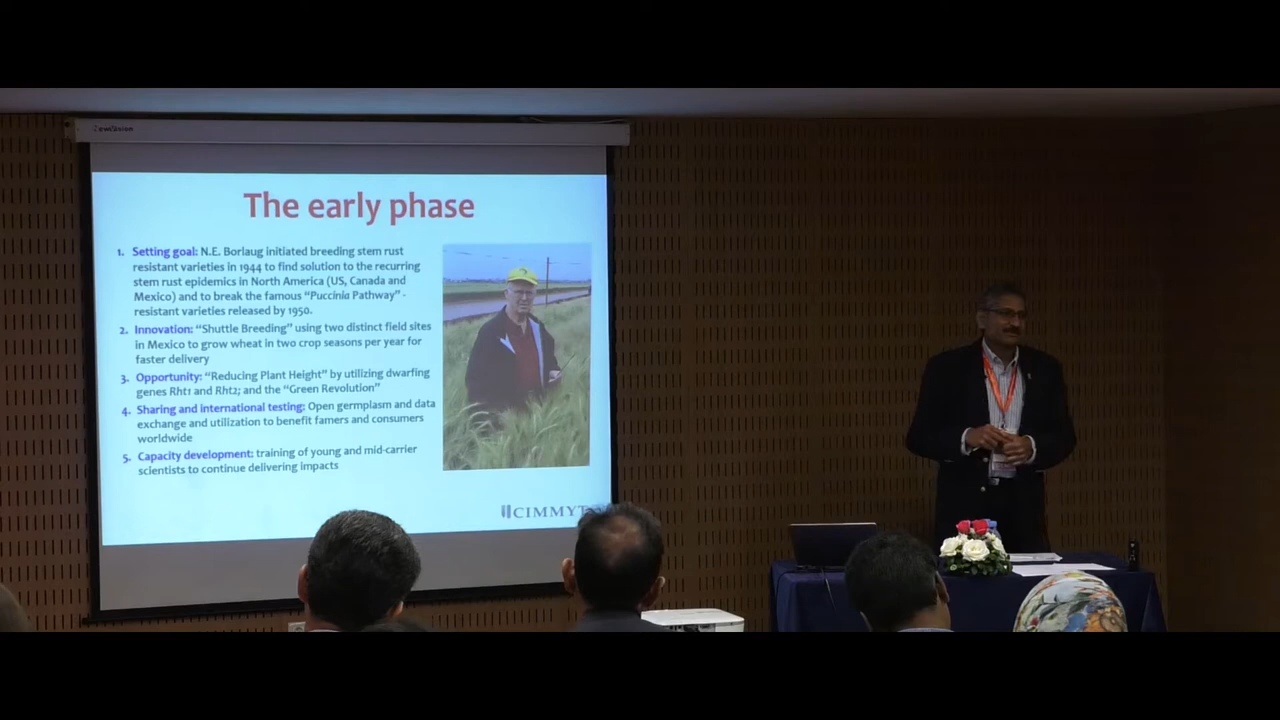 The early phase
1. Setting goal: N.E. Borlaug initiated breeding stem rust
resistant varieties in 1944 to find solution to the recurring
stem rust epidemics in North America (US, Canada and
Mexico) and to break the famous “Puccinia Pathway” -
resistant varieties released by 1950.
2. Innovation: “Shuttle Breeding” using two distinct field sites
in Mexico to grow wheat in two crop seasons per year for
faster delivery
3. Opportunity: “Reducing Plant Height” by utilizing dwarfing
genes Rht1 and Rht2; and the “Green Revolution”
4. Sharing and international testing: Open germplasm and data
exchange and utilization to benefit famers and consumers
worldwide
5. Capacity development: training of young and mid-carrier
scientists to continue delivering impacts
CIMMYT